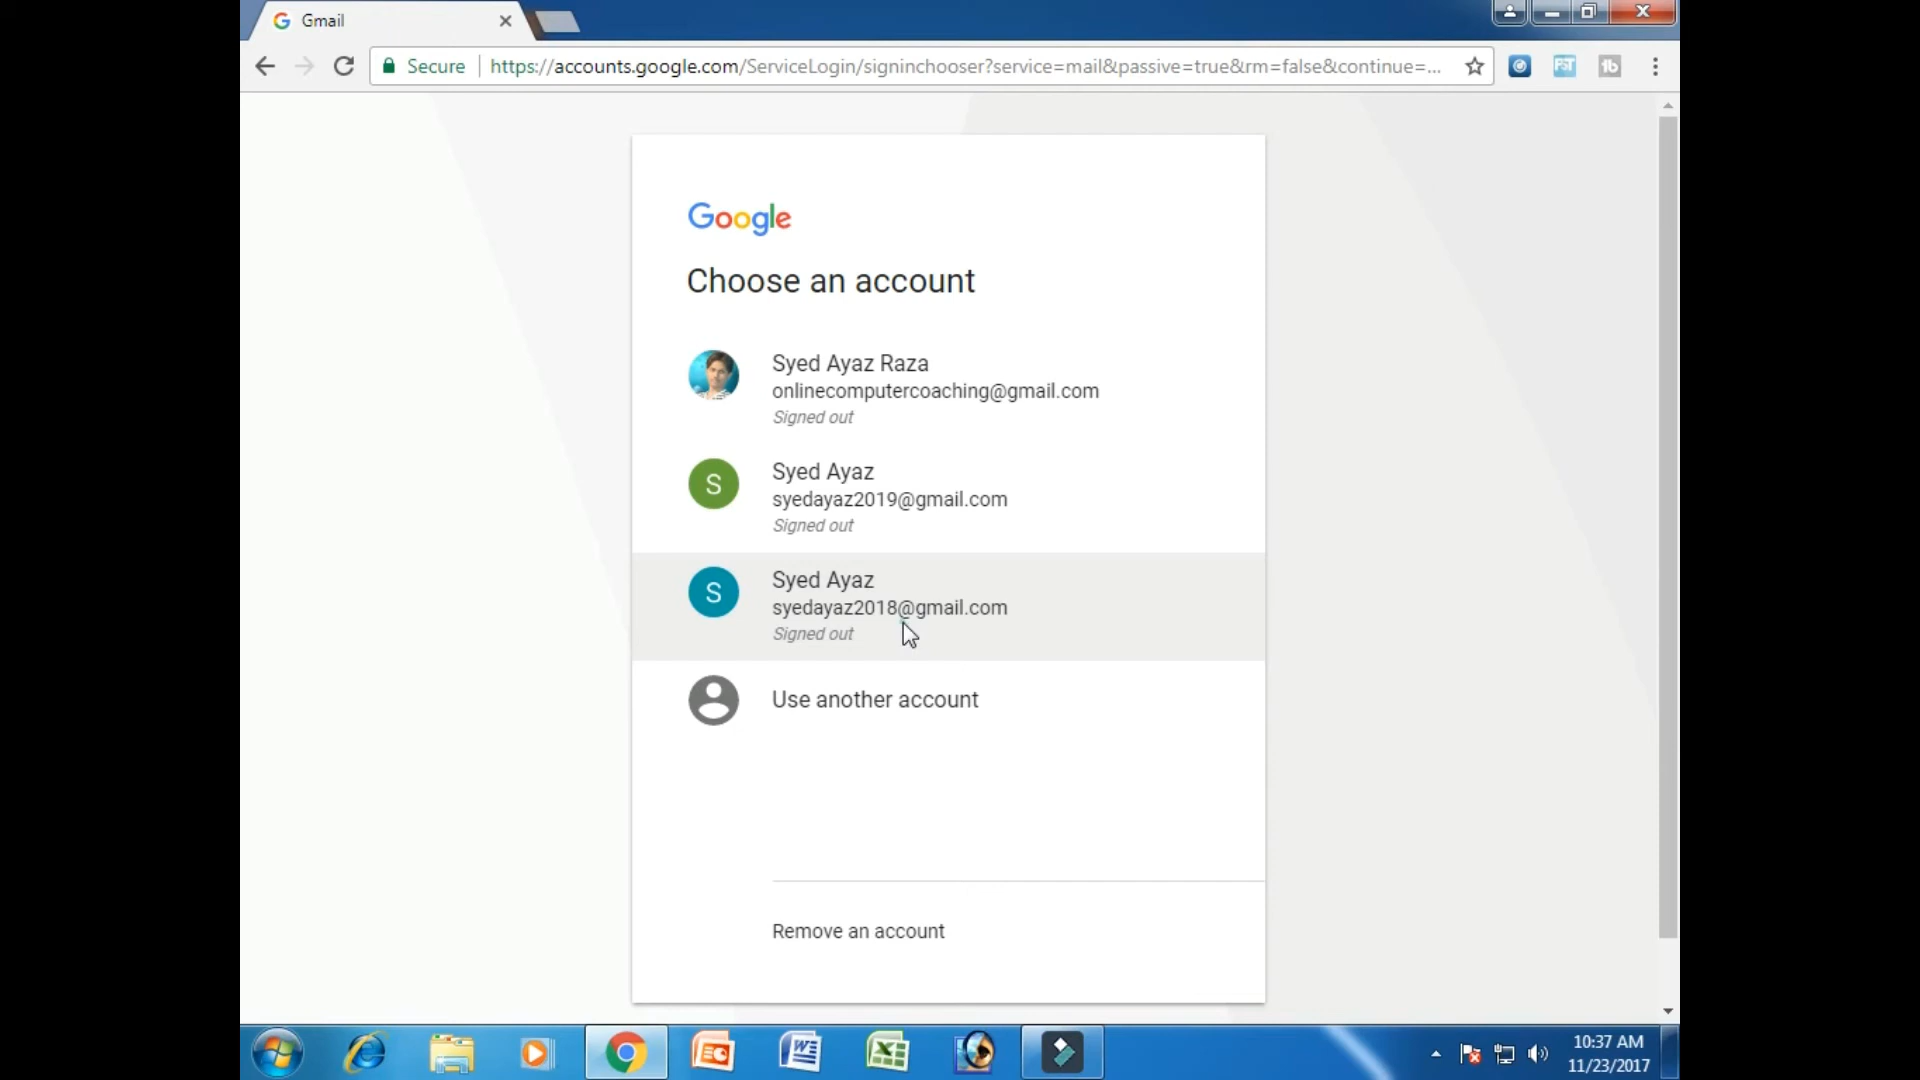 Gmail
Secure
https://accounts.google.com/ServiceLogin/signinchooser?service=mail&passive=true&rm=false&continue=...
Google
Choose an account
Syed Ayaz Raza
onlinecomputercoaching@gmail.com
Signed out
S
Syed Ayaz
syedayaz2019@gmail.com
Signed out
S
Syed Ayaz
syedayaz2018@gmail.com
Signed out
Use another account
Remove an account
10:37 AM
11/23/2017